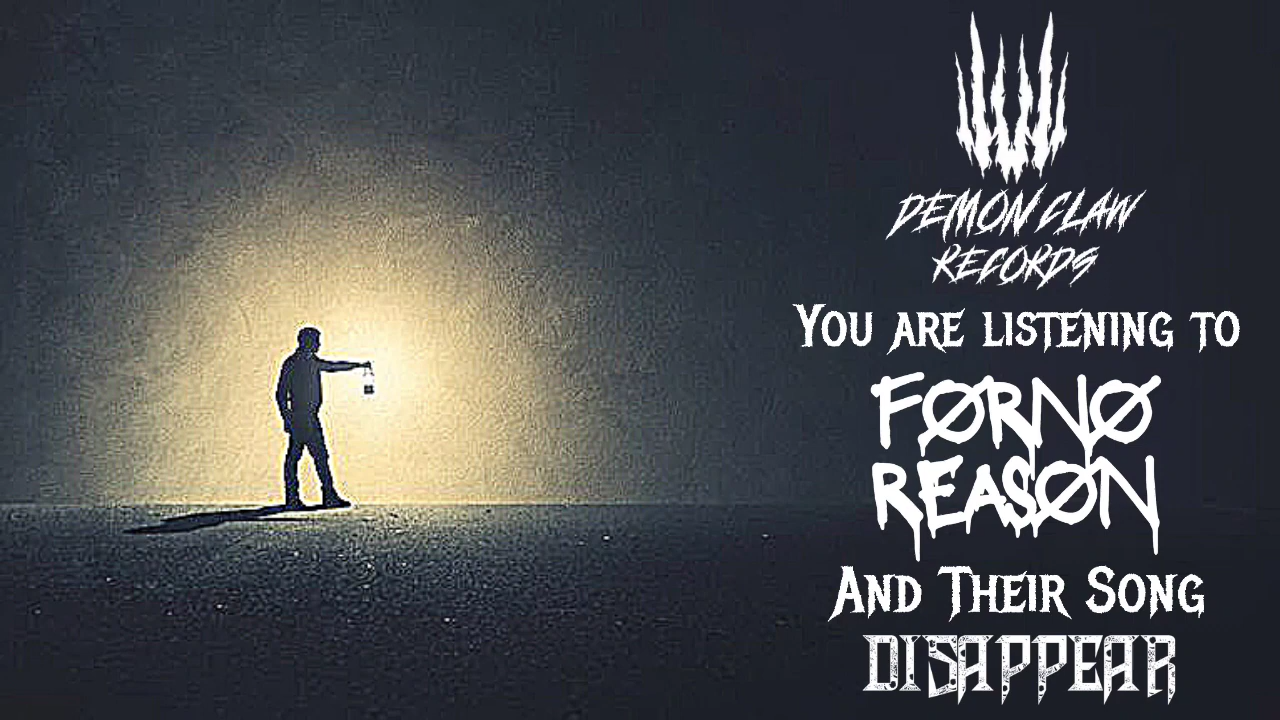 DEMON CLAW
RECORDS
YOU ARE LISTENING TO
FØRNØ
REASØN
AND THEIR SONG
DISAPPEAR